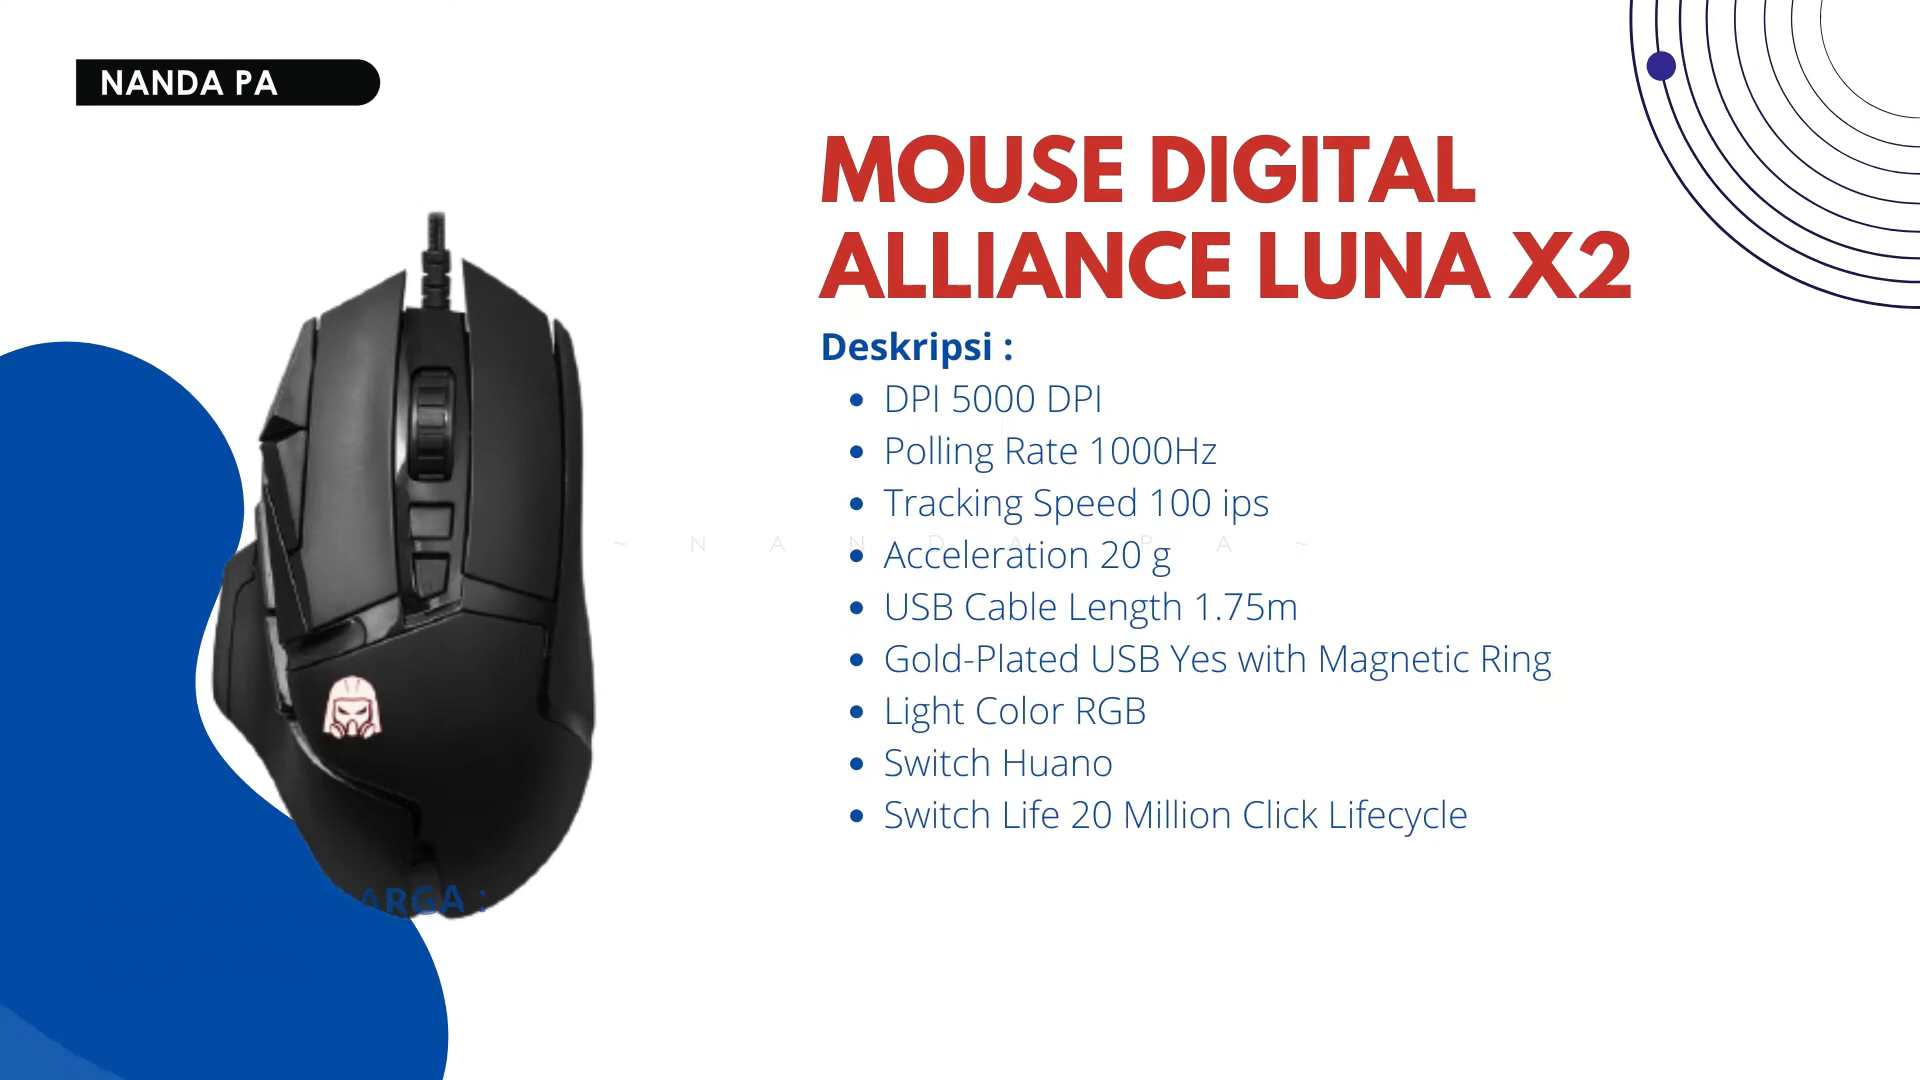 NANDA PA
MOUSE DIGITAL
ALLIANCE LUNA X2
Deskripsi :
• DPI 5000 DPI
• Polling Rate 1000Hz
• Tracking Speed 100 ips
• Acceleration 20 g
• USB Cable Length 1.75m
• Gold-Plated USB Yes with Magnetic Ring
• Light Color RGB
• Switch Huano
• Switch Life 20 Million Click Lifecycle
~ N A N D A P A ~
ARGA :